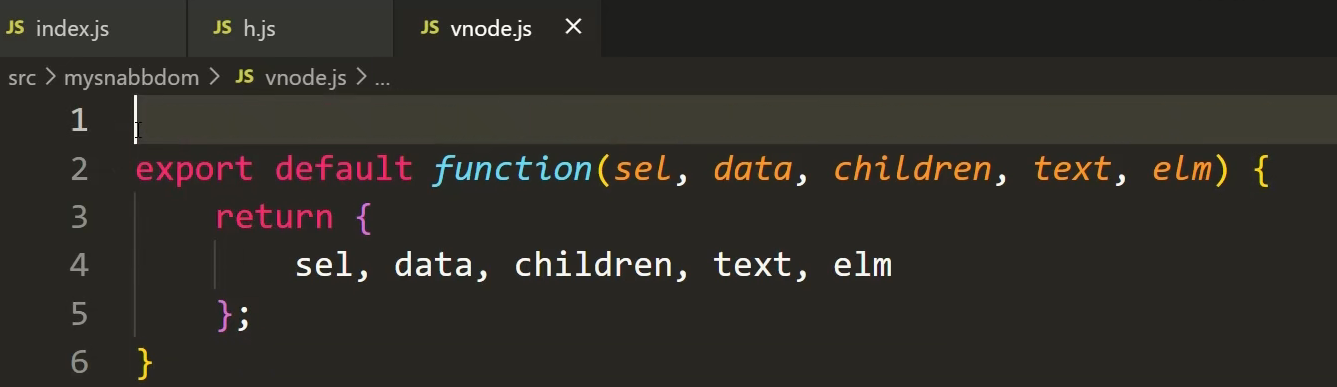 JS index.js JS h.js JS vnode.js ×
src > mysnabbdom > JS vnode.js > ...
1
2 export default function(sel, data, children, text, elm) {
3     return {
4         sel, data, children, text, elm
5     };
6 }